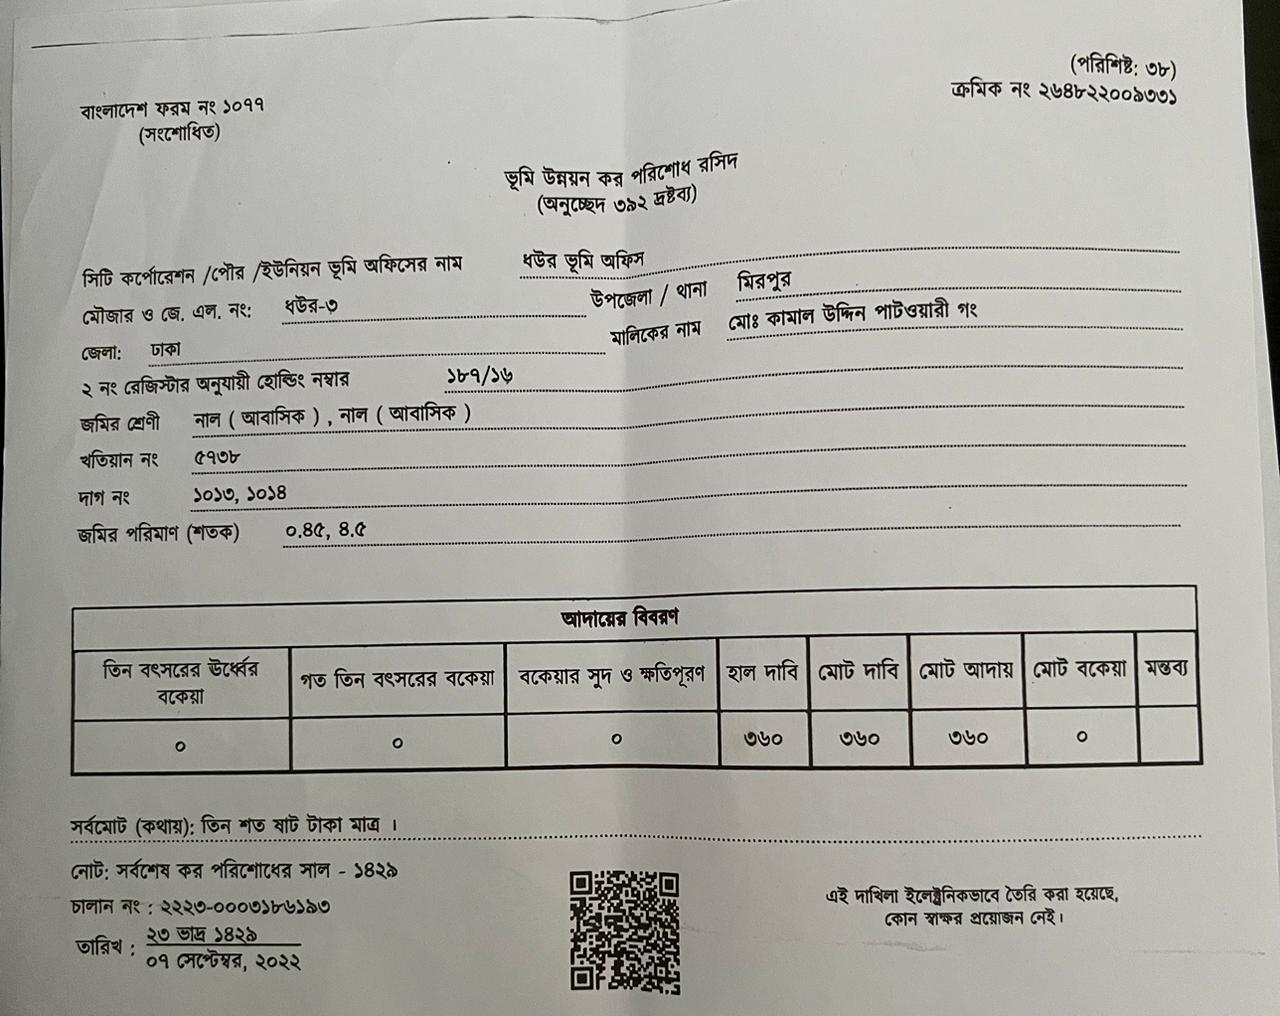 (পরিশিষ্ট: ৩৮)
ক্রমিক নং ২৬৪৮২২০০৯৩৩১
বাংলাদেশ ফরম নং ১০৭৭
(সংশোধিত)
ভূমি উন্নয়ন কর পরিশোধ রসিদ
(অনুচ্ছেদ ৩৯২ দ্রষ্টব্য)
সিটি কর্পোরেশন /পৌর /ইউনিয়ন ভূমি অফিসের নাম ধউর ভূমি অফিস
মৌজার ও জে. এল. নং: ধউর-৩ উপজেলা / থানা মিরপুর
জেলা: ঢাকা মালিকের নাম মোঃ কামাল উদ্দিন পাটওয়ারী গং
২ নং রেজিস্টার অনুযায়ী হোল্ডিং নম্বার ১৮৭/১৬
জমির শ্রেণী নাল ( আবাসিক ) , নাল ( আবাসিক )
খতিয়ান নং ৫৭৩৮
দাগ নং ১০১৩, ১০১৪
জমির পরিমাণ (শতক) ০.৪৫, ৪.৫
আদায়ের বিবরণ
তিন বৎসরের ঊর্ধ্বের বকেয়া গত তিন বৎসরের বকেয়া বকেয়ার সুদ ও ক্ষতিপূরণ হাল দাবি মোট দাবি মোট আদায় মোট বকেয়া মন্তব্য
০ ০ ০ ৩৬০ ৩৬০ ৩৬০ ০
সর্বমোট (কথায়): তিন শত ষাট টাকা মাত্র ।
নোট: সর্বশেষ কর পরিশোধের সাল - ১৪২৯
চালান নং : ২২২৩-০০০৩১৮৬১৯৩
তারিখ : ২৩ ভাদ্র ১৪২৯
০৭ সেপ্টেম্বর, ২০২২
এই দাখিলা ইলেক্ট্রনিকভাবে তৈরি করা হয়েছে,
কোন স্বাক্ষর প্রয়োজন নেই।